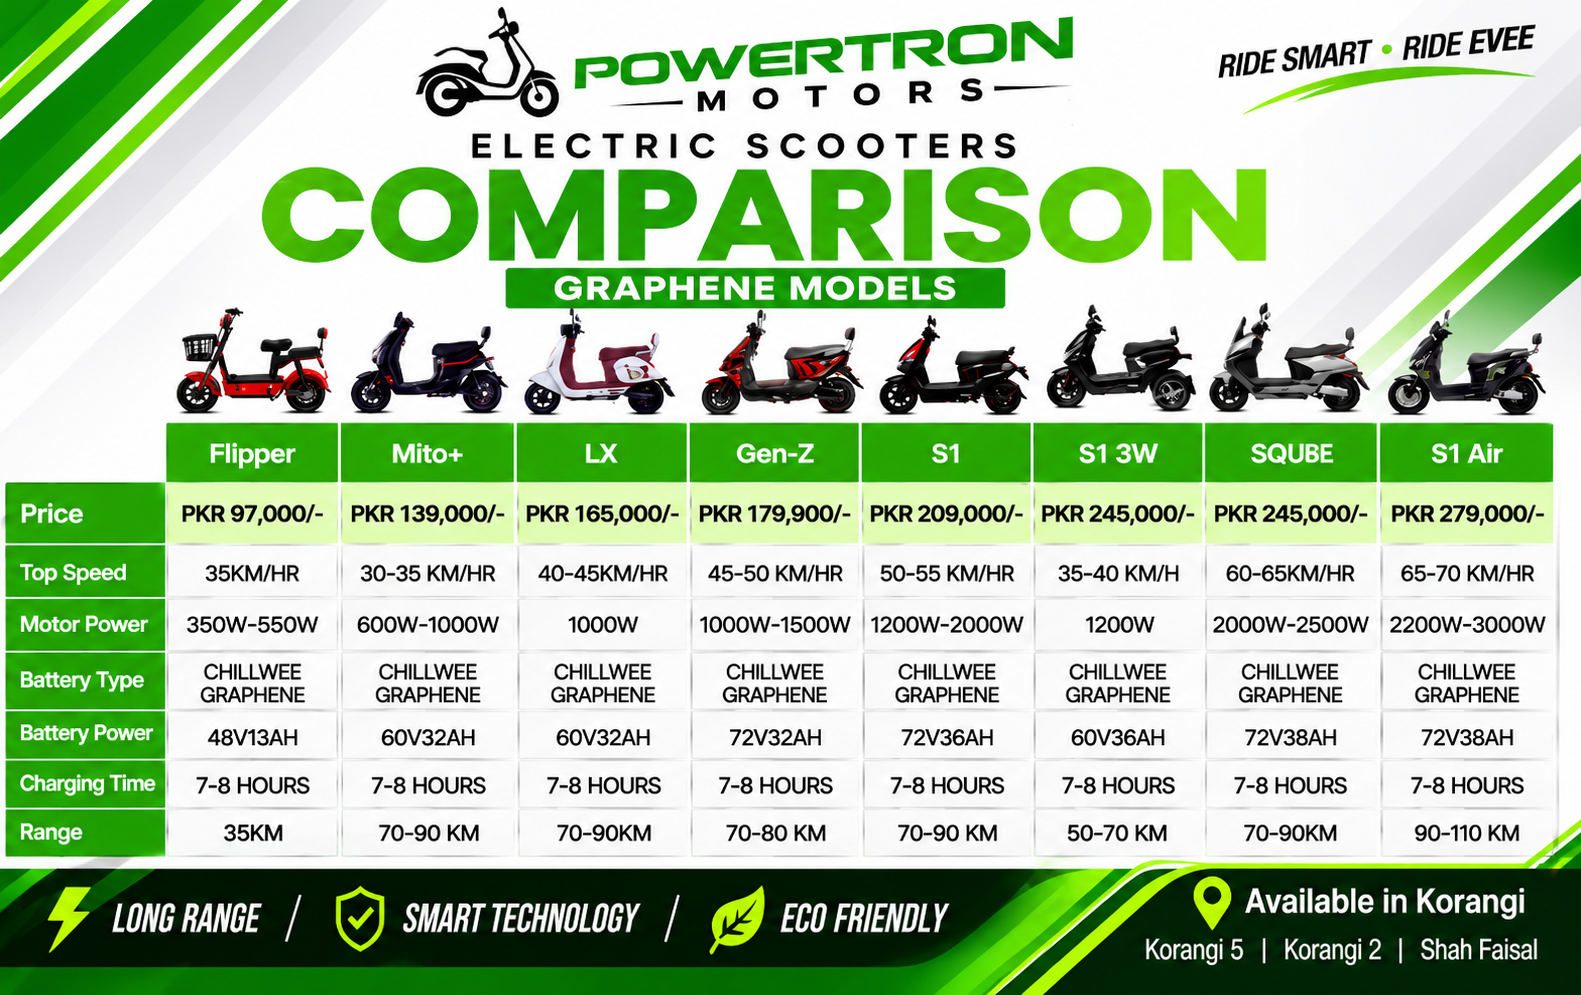 POWERTRON
MOTORS
RIDE SMART • RIDE EVEE
ELECTRIC SCOOTERS
COMPARISON
GRAPHENE MODELS
Flipper Mito+ LX Gen-Z S1 S1 3W SQUBE S1 Air
Price PKR 97,000/- PKR 139,000/- PKR 165,000/- PKR 179,900/- PKR 209,000/- PKR 245,000/- PKR 245,000/- PKR 279,000/-
Top Speed 35KM/HR 30-35 KM/HR 40-45KM/HR 45-50 KM/HR 50-55 KM/HR 35-40 KM/H 60-65KM/HR 65-70 KM/HR
Motor Power 350W-550W 600W-1000W 1000W 1000W-1500W 1200W-2000W 1200W 2000W-2500W 2200W-3000W
Battery Type CHILLWEE GRAPHENE CHILLWEE GRAPHENE CHILLWEE GRAPHENE CHILLWEE GRAPHENE CHILLWEE GRAPHENE CHILLWEE GRAPHENE CHILLWEE GRAPHENE CHILLWEE GRAPHENE
Battery Power 48V13AH 60V32AH 60V32AH 72V32AH 72V36AH 60V36AH 72V38AH 72V38AH
Charging Time 7-8 HOURS 7-8 HOURS 7-8 HOURS 7-8 HOURS 7-8 HOURS 7-8 HOURS 7-8 HOURS 7-8 HOURS
Range 35KM 70-90 KM 70-90KM 70-80 KM 70-90 KM 50-70 KM 70-90KM 90-110 KM
LONG RANGE / SMART TECHNOLOGY / ECO FRIENDLY
Available in Korangi
Korangi 5 | Korangi 2 | Shah Faisal